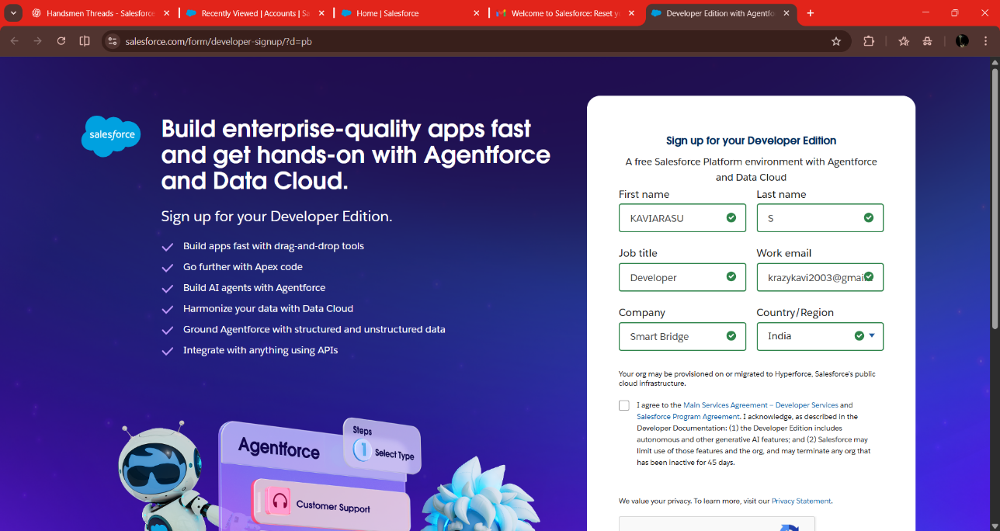 Handsmen Threads - Salesforce
Recently Viewed | Accounts | Sa
Home | Salesforce
Welcome to Salesforce: Reset yo
Developer Edition with Agentfo
salesforce.com/form/developer-signup/?d=pb
salesforce
Build enterprise-quality apps fast
and get hands-on with Agentforce
and Data Cloud.
Sign up for your Developer Edition.
Build apps fast with drag-and-drop tools
Go further with Apex code
Build AI agents with Agentforce
Harmonize your data with Data Cloud
Ground Agentforce with structured and unstructured data
Integrate with anything using APIs
Agentforce
Steps
1 Select Type
Customer Support
Sign up for your Developer Edition
A free Salesforce Platform environment with Agentforce
and Data Cloud
First name Last name
KAVIARASU S
Job title Work email
Developer krazykavi2003@gmai
Company Country/Region
Smart Bridge India
Your org may be provisioned on or migrated to Hyperforce, Salesforce's public
cloud infrastructure.
I agree to the Main Services Agreement – Developer Services and
Salesforce Program Agreement. I acknowledge, as described in the
Developer Documentation: (1) the Developer Edition includes
autonomous and other generative AI features; and (2) Salesforce may
limit use of those features and the org, and may terminate any org that
has been inactive for 45 days.
We value your privacy. To learn more, visit our Privacy Statement.